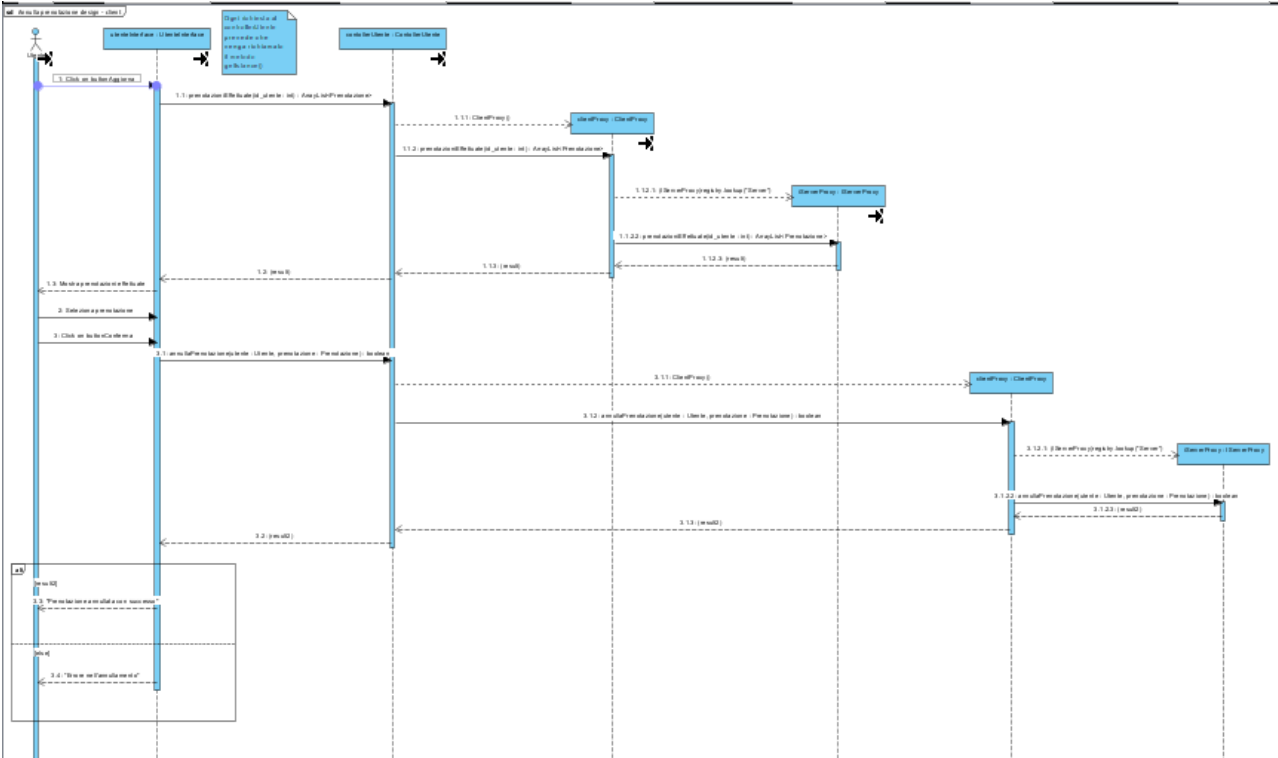 sd Annulla prenotazione design - client
Utente
utenteInterface : UtenteInterface
Ogni richiesta al
controllerUtente
prevede che
venga richiamato
il metodo
getIstance()
controllerUtente : ControllerUtente
1: Click on buttonAggiorna
1.1: prenotazioniEffettuate(id_utente : int) : ArrayList<Prenotazione>
1.1.1: ClientProxy()
clientProxy : ClientProxy
1.1.2: prenotazioniEffettuate(id_utente : int) : ArrayList<Prenotazione>
1.1.2.1: (IServerProxy)registry.lookup("Server")
iServerProxy : IServerProxy
1.1.2.2: prenotazioniEffettuate(id_utente : int) : ArrayList<Prenotazione>
1.1.2.3: (result)
1.1.3: (result)
1.2: (result)
1.3: Mostra prenotazioni effettuate
2: Seleziona prenotazione
3: Click on buttonConferma
3.1: annullaPrenotazione(utente : Utente, prenotazione : Prenotazione) : boolean
3.1.1: ClientProxy()
clientProxy : ClientProxy
3.1.2: annullaPrenotazione(utente : Utente, prenotazione : Prenotazione) : boolean
3.1.2.1: (IServerProxy)registry.lookup("Server")
iServerProxy : IServerProxy
3.1.2.2: annullaPrenotazione(utente : Utente, prenotazione : Prenotazione) : boolean
3.1.2.3: (result2)
3.1.3: (result2)
3.2: (result2)
alt
[result2]
3.3: "Prenotazione annullata con successo"
[else]
3.4: "Errore nell'annullamento"